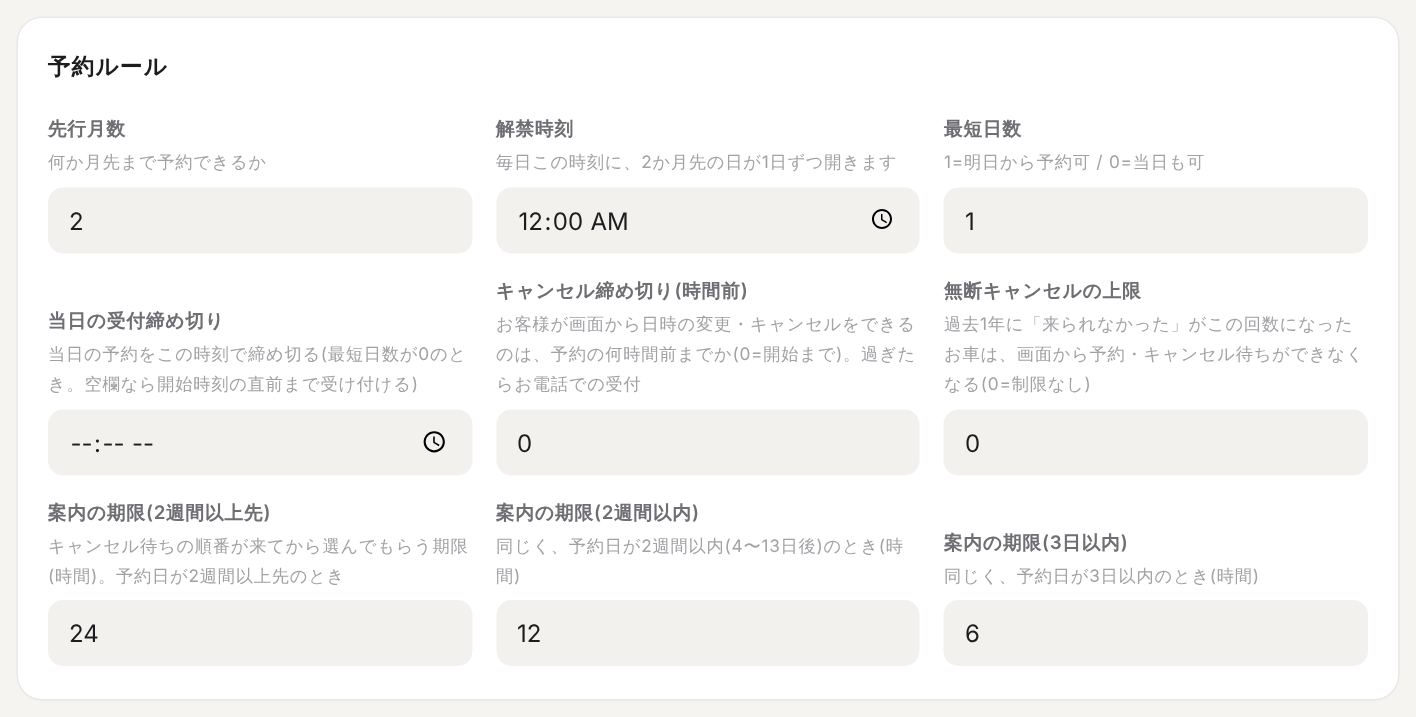 予約ルール
先行月数
何か月先まで予約できるか
2
解禁時刻
毎日この時刻に、2か月先の日が1日ずつ開きます
12:00 AM
最短日数
1=明日から予約可 / 0=当日も可
1
当日の受付締め切り
当日の予約をこの時刻で締め切る(最短日数が0のと
き。空欄なら開始時刻の直前まで受け付ける)
--:-- --
キャンセル締め切り(時間前)
お客様が画面から日時の変更・キャンセルをできる
のは、予約の何時間前までか(0=開始まで)。過ぎた
らお電話での受付
0
無断キャンセルの上限
過去1年に「来られなかった」がこの回数になった
お車は、画面から予約・キャンセル待ちができなく
なる(0=制限なし)
0
案内の期限(2週間以上先)
キャンセル待ちの順番が来てから選んでもらう期限
(時間)。予約日が2週間以上先のとき
24
案内の期限(2週間以内)
同じく、予約日が2週間以内(4〜13日後)のとき(時
間)
12
案内の期限(3日以内)
同じく、予約日が3日以内のとき(時間)
6